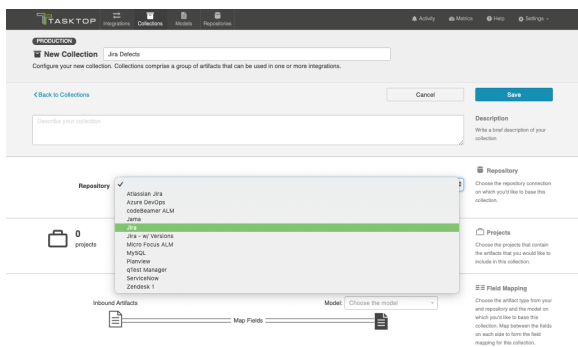 TASKTOP
Integrations
Collections
Models
Repositories
Activity
Metrics
Help
Settings
PRODUCTION
New Collection
Jira Defects
Configure your new collection. Collections comprise a group of artifacts that can be used in one or more integrations.
Back to Collections
Cancel
Save
Describe your collection
Description
Write a brief description of your
collection
Repository
Atlassian Jira
Azure DevOps
codeBeamer ALM
Jama
Jira
Jira - w/ Versions
Micro Focus ALM
MySQL
Planview
qTest Manager
ServiceNow
Zendesk 1
Repository
Choose the repository connection
on which you'd like to base this
collection.
0
projects
Projects
Choose the projects that contain
the artifacts that you would like to
include in this collection.
Inbound Artifacts
Model:
Choose the model
Map Fields
Field Mapping
Choose the artifact type from your
end repository and the model on
which you'd like to base this
collection. Map between the fields
on each side to form the field
mapping for this collection.